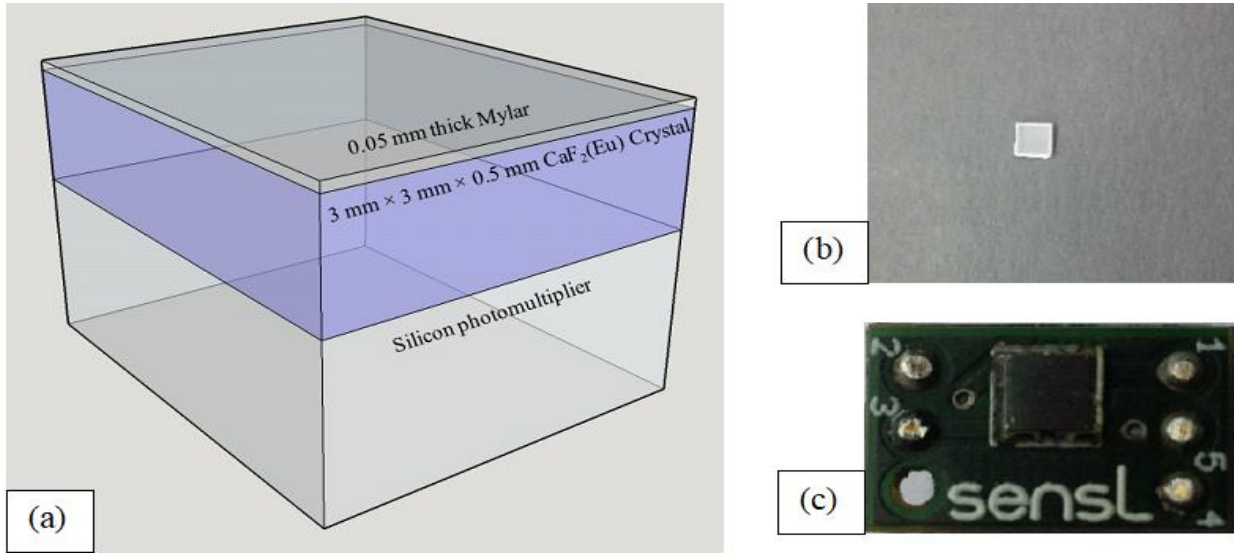 0.05 mm thick Mylar
3 mm × 3 mm × 0.5 mm CaF₂(Eu) Crystal
Silicon photomultiplier
(a)
(b)
2
1
3
5
sensL
4
(c)